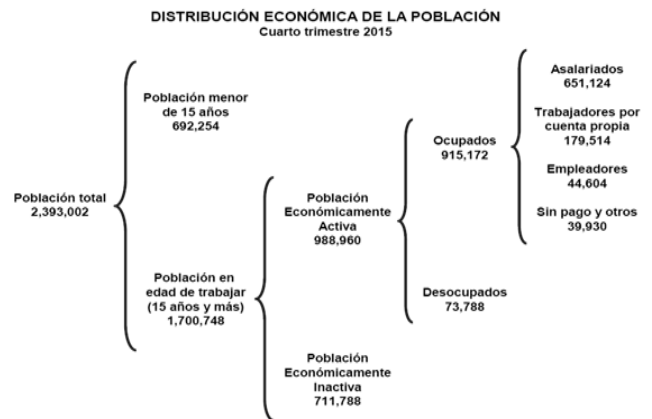 DISTRIBUCIÓN ECONÓMICA DE LA POBLACIÓN
Cuarto trimestre 2015
Población total
2,393,002
Población menor
de 15 años
692,254
Población en
edad de trabajar
(15 años y más)
1,700,748
Población
Económicamente
Activa
988,960
Población
Económicamente
Inactiva
711,788
Ocupados
915,172
Desocupados
73,788
Asalariados
651,124
Trabajadores por
cuenta propia
179,514
Empleadores
44,604
Sin pago y otros
39,930